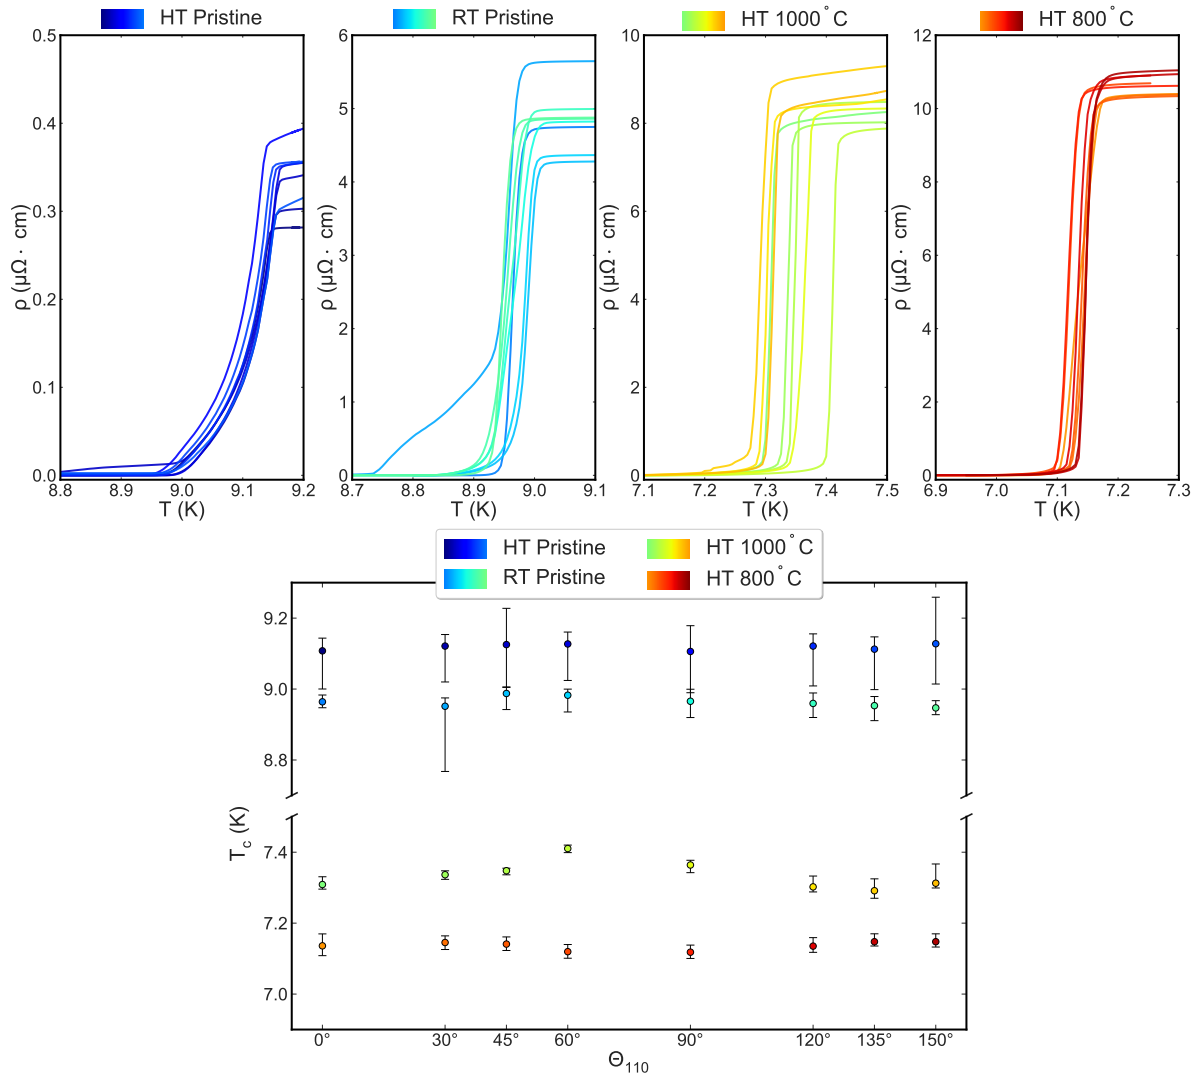 HT Pristine RT Pristine HT 1000°C HT 800°C
0.5 6 10 12
0.4 5 8 10
0.3 4 6 8
0.2 3 4 6
0.1 2 2 4
0.0 1 0 2
0 0
ρ (μΩ · cm) ρ (μΩ · cm) ρ (μΩ · cm) ρ (μΩ · cm)
8.8 8.9 9.0 9.1 9.2 8.7 8.8 8.9 9.0 9.1 7.1 7.2 7.3 7.4 7.5 6.9 7.0 7.1 7.2 7.3
T (K) T (K) T (K) T (K)
HT Pristine HT 1000°C
RT Pristine HT 800°C
9.2
9.0
8.8
T_c (K)
7.4
7.2
7.0
0° 30° 45° 60° 90° 120° 135° 150°
Θ₁₁₀